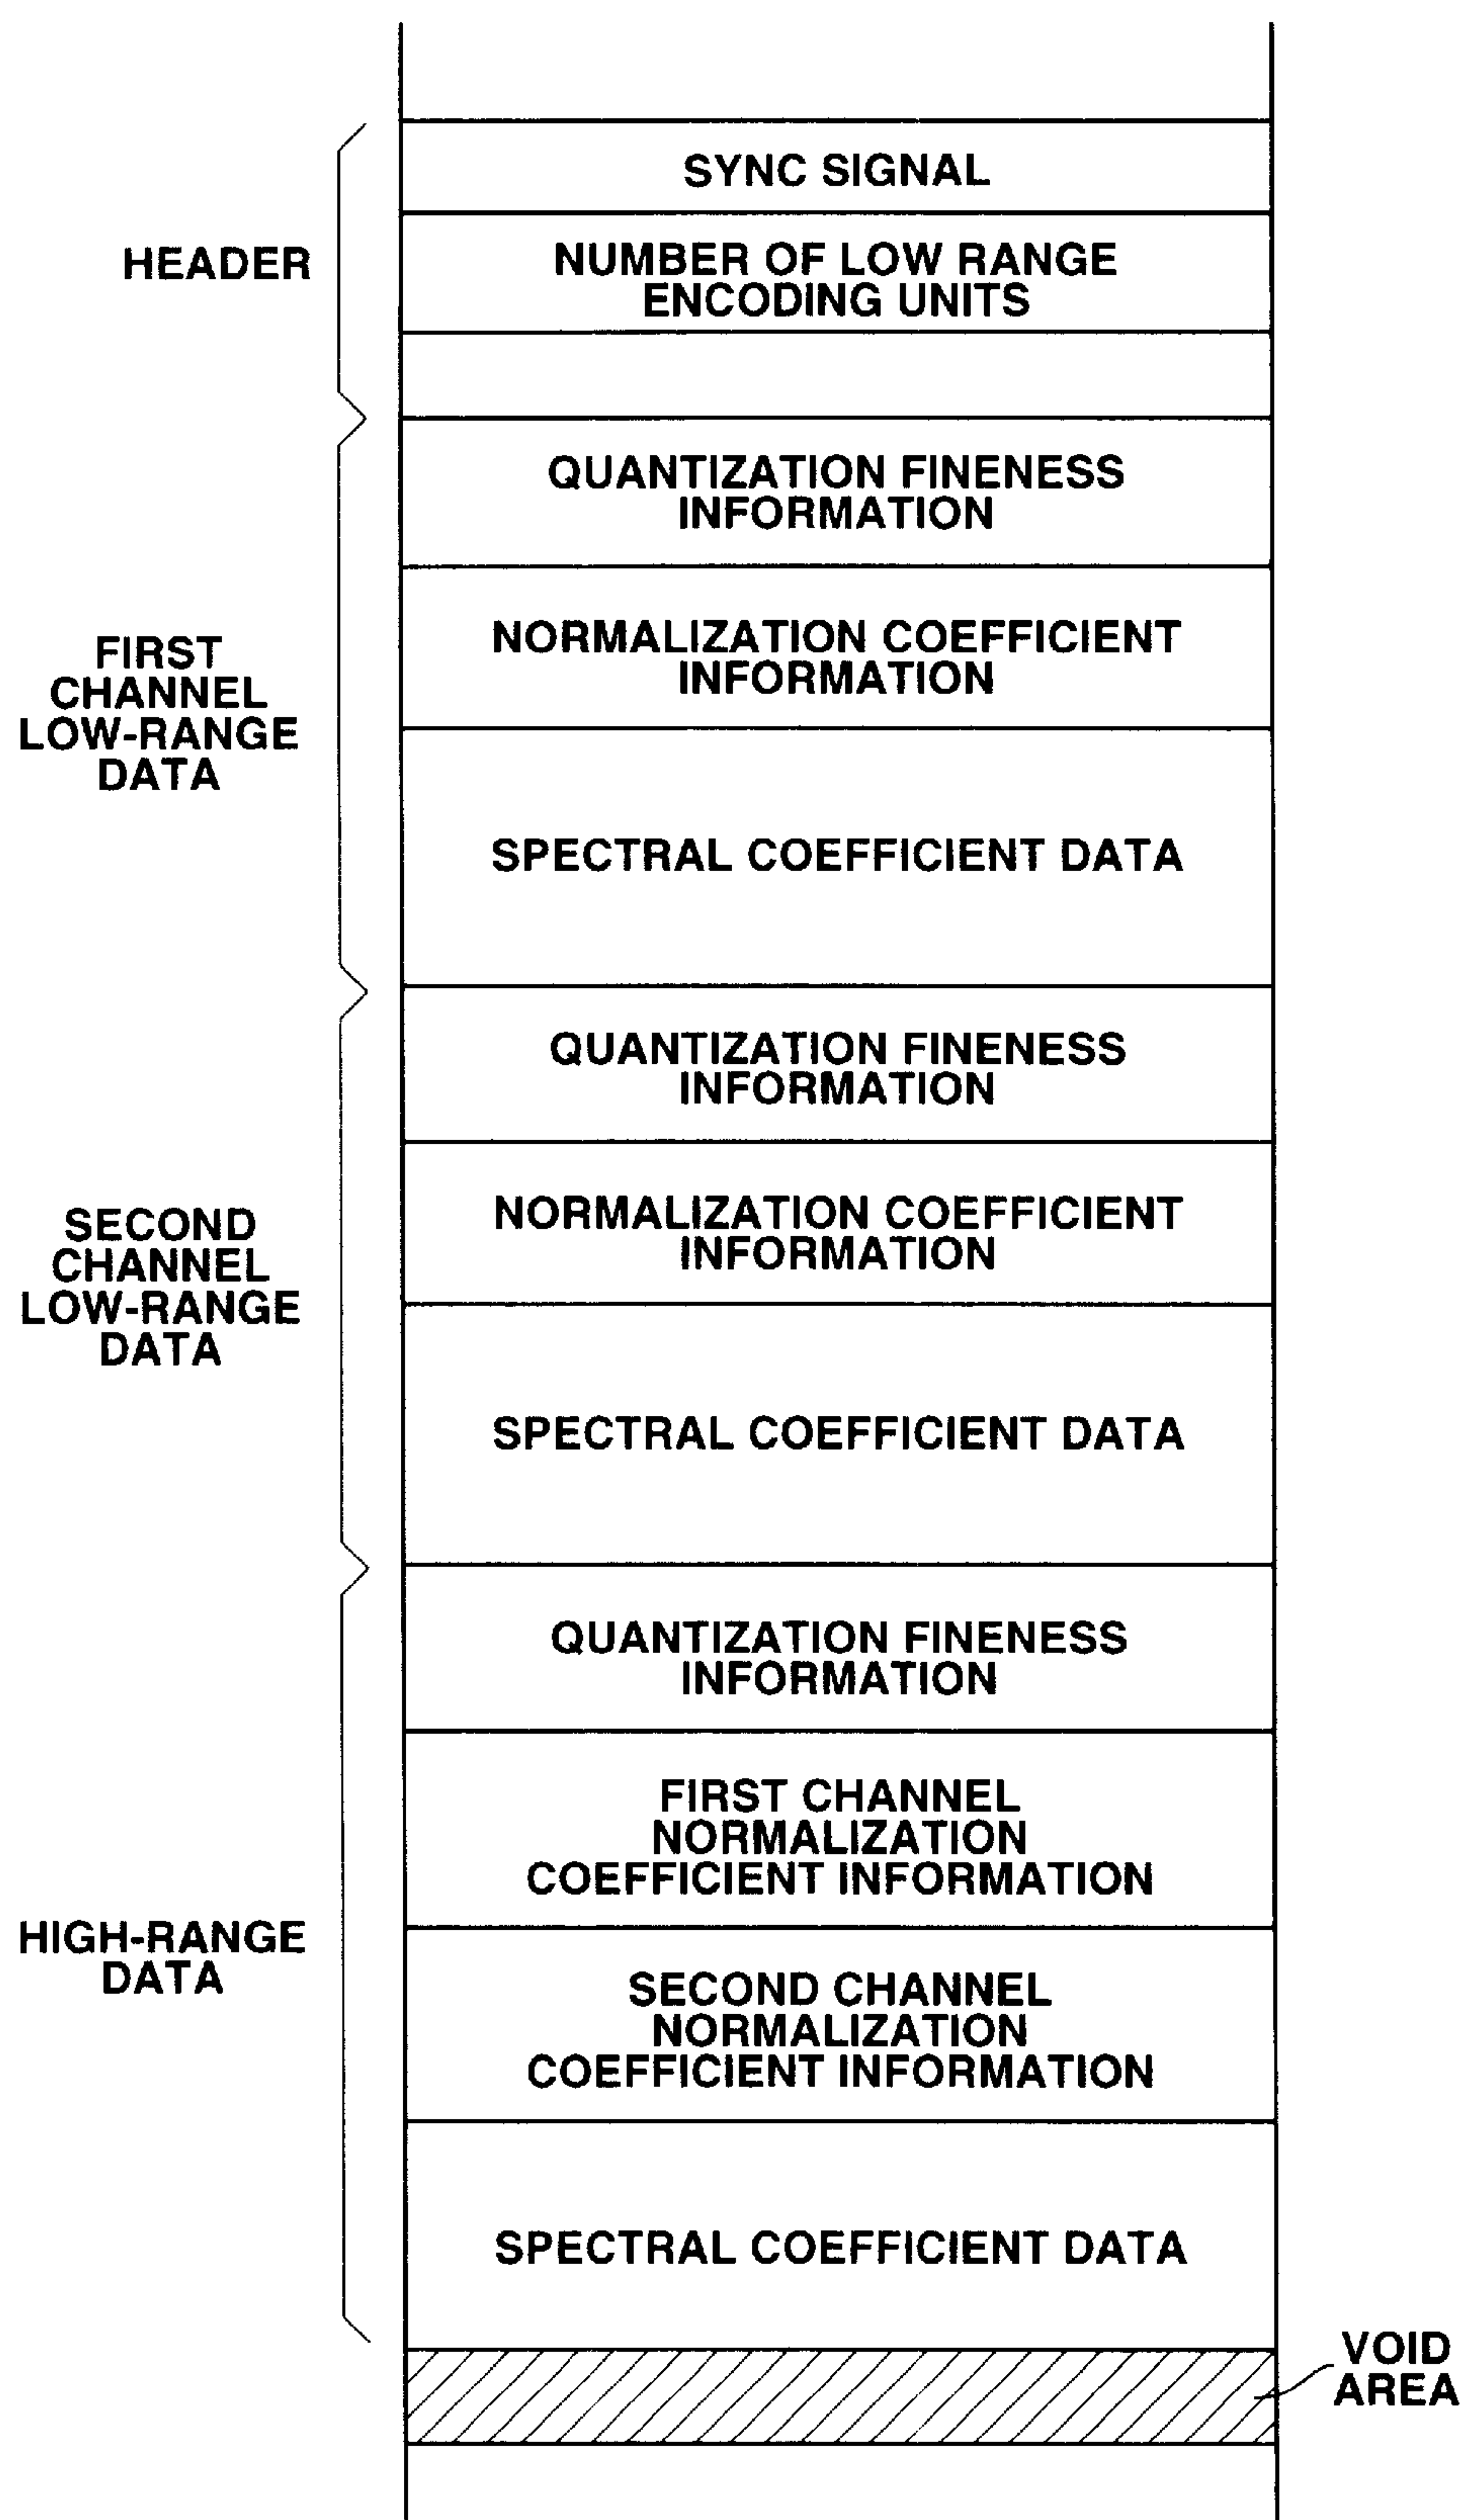 SYNC SIGNAL
HEADER
NUMBER OF LOW RANGE
ENCODING UNITS
QUANTIZATION FINENESS
INFORMATION
FIRST
CHANNEL
LOW-RANGE
DATA
NORMALIZATION COEFFICIENT
INFORMATION
SPECTRAL COEFFICIENT DATA
QUANTIZATION FINENESS
INFORMATION
SECOND
CHANNEL
LOW-RANGE
DATA
NORMALIZATION COEFFICIENT
INFORMATION
SPECTRAL COEFFICIENT DATA
QUANTIZATION FINENESS
INFORMATION
HIGH-RANGE
DATA
FIRST CHANNEL
NORMALIZATION
COEFFICIENT INFORMATION
SECOND CHANNEL
NORMALIZATION
COEFFICIENT INFORMATION
SPECTRAL COEFFICIENT DATA
VOID
AREA